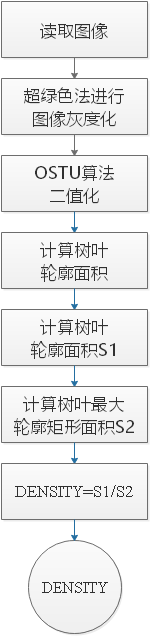 读取图像
超绿色法进行
图像灰度化
OSTU算法
二值化
计算树叶
轮廓面积
计算树叶
轮廓面积S1
计算树叶最大
轮廓矩形面积S2
DENSITY=S1/S2
DENSITY